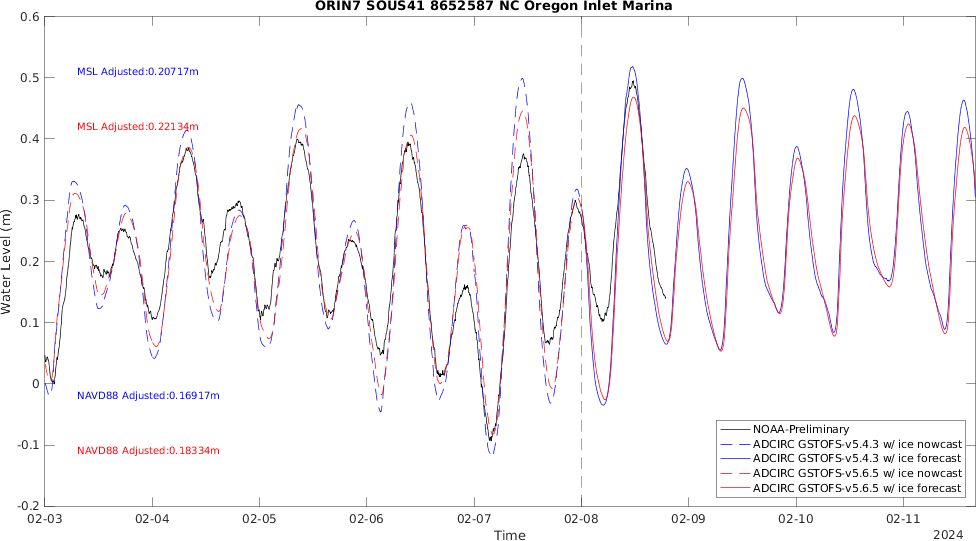 ORIN7 SOUS41 8652587 NC Oregon Inlet Marina
0.6
0.5
0.4
0.3
0.2
0.1
0
-0.1
-0.2
Water Level (m)
MSL Adjusted:0.20717m
MSL Adjusted:0.22134m
NAVD88 Adjusted:0.16917m
NAVD88 Adjusted:0.18334m
NOAA-Preliminary
ADCIRC GSTOFS-v5.4.3 w/ ice nowcast
ADCIRC GSTOFS-v5.4.3 w/ ice forecast
ADCIRC GSTOFS-v5.6.5 w/ ice nowcast
ADCIRC GSTOFS-v5.6.5 w/ ice forecast
02-03 02-04 02-05 02-06 02-07 02-08 02-09 02-10 02-11
Time
2024